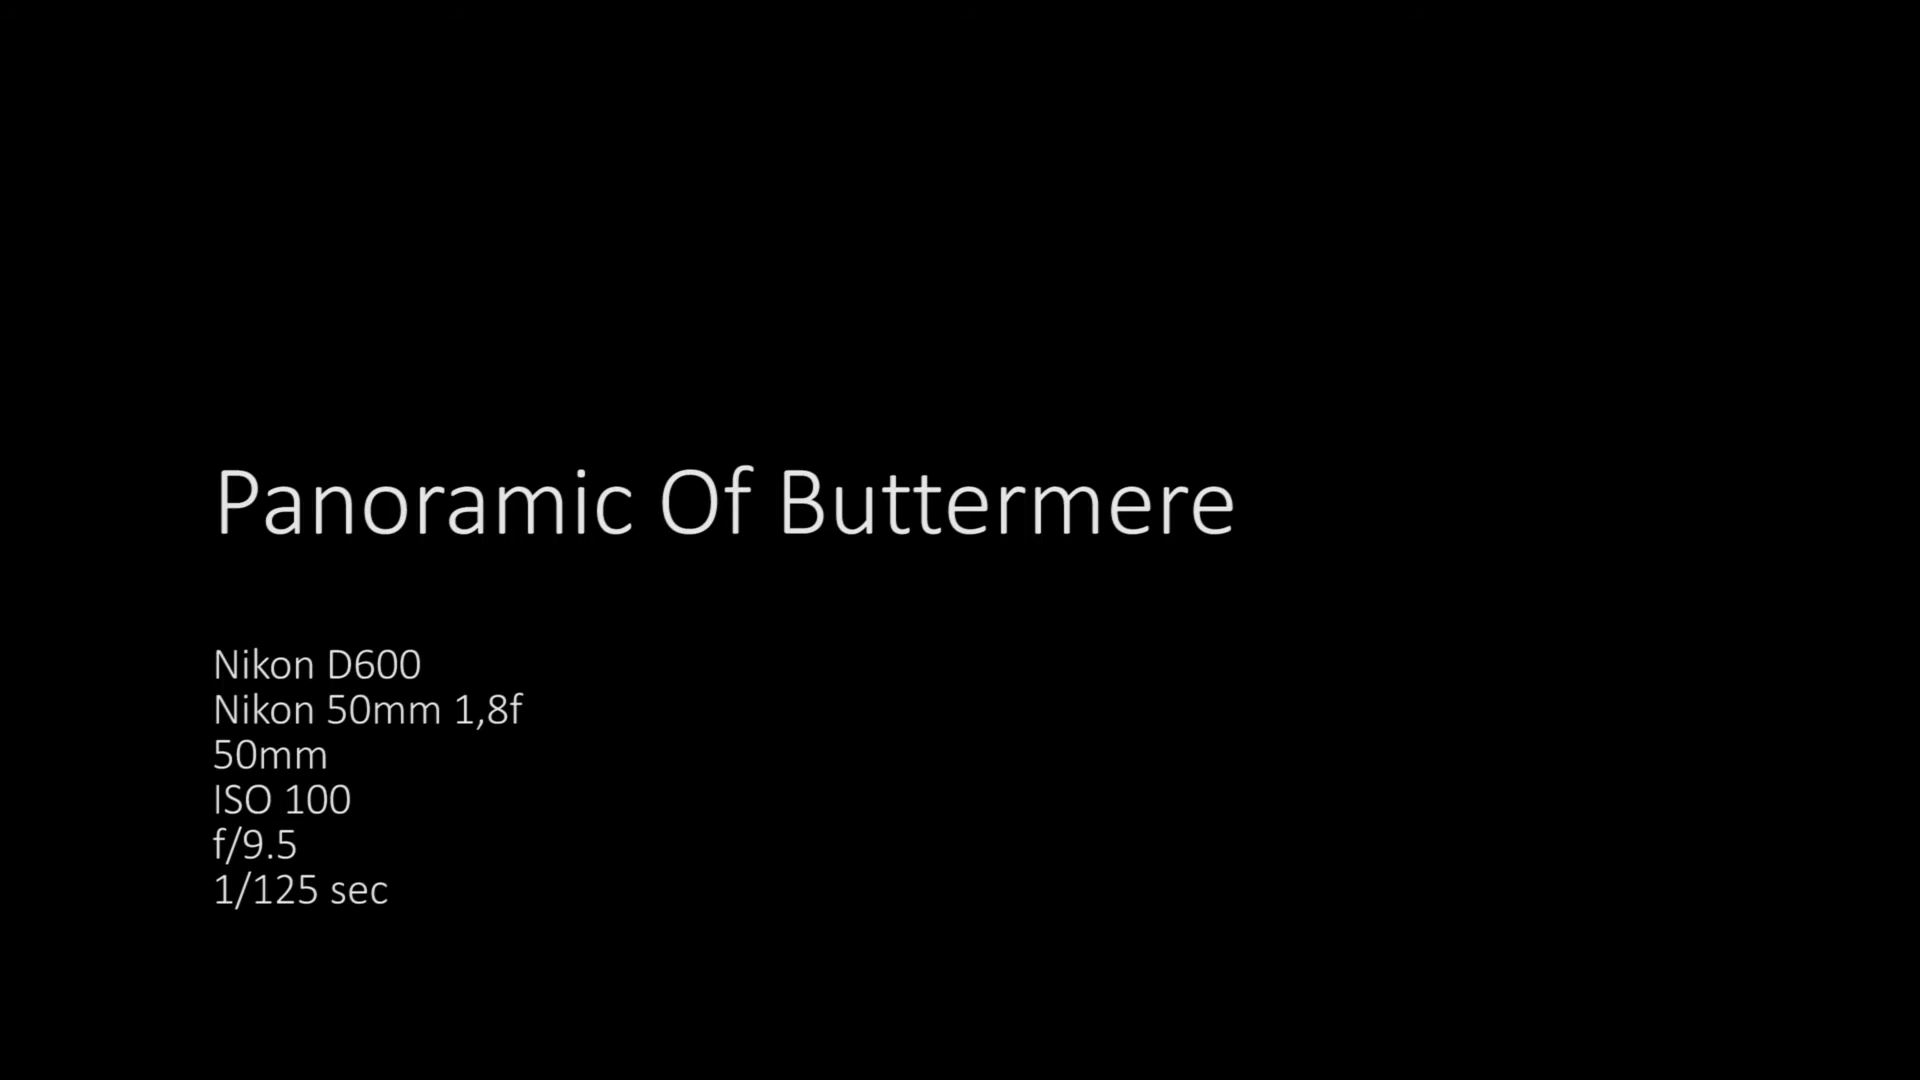 Panoramic Of Buttermere
Nikon D600
Nikon 50mm 1,8f
50mm
ISO 100
f/9.5
1/125 sec